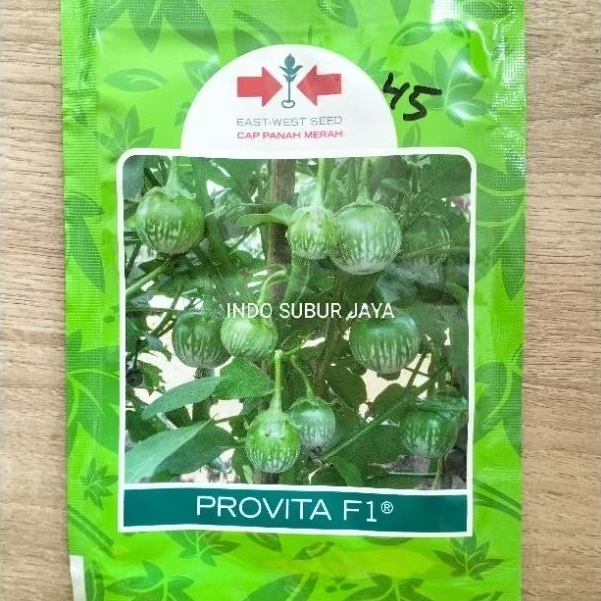 45
EAST-WEST SEED
CAP PANAH MERAH
INDO SUBUR JAYA
PROVITA F1®